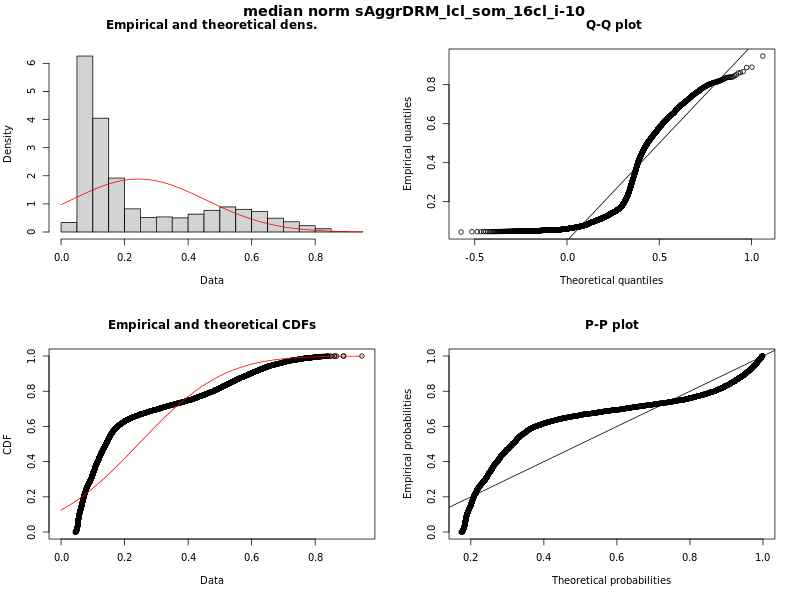 median norm sAggrDRM_lcl_som_16cl_i-10
Empirical and theoretical dens.
Density
0 1 2 3 4 5 6
0.0 0.2 0.4 0.6 0.8
Data
Q-Q plot
Empirical quantiles
0.2 0.4 0.6 0.8
-0.5 0.0 0.5 1.0
Theoretical quantiles
Empirical and theoretical CDFs
CDF
0.0 0.2 0.4 0.6 0.8 1.0
0.0 0.2 0.4 0.6 0.8
Data
P-P plot
Empirical probabilities
0.0 0.2 0.4 0.6 0.8 1.0
0.2 0.4 0.6 0.8 1.0
Theoretical probabilities